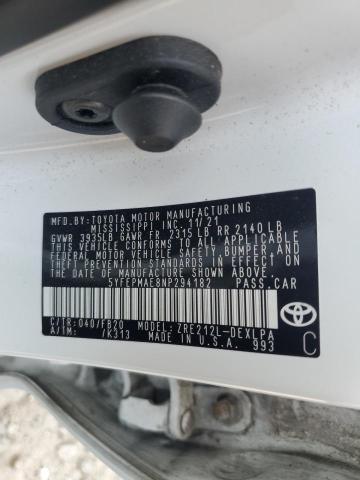 MFD.BY:TOYOTA MOTOR MANUFACTURING
MISSISSIPPI, INC. 11/21
GVWR 3935LB GAWR FR 2315 LB RR 2140 LB
THIS VEHICLE CONFORMS TO ALL APPLICABLE
FEDERAL MOTOR VEHICLE SAFETY, BUMPER, AND
THEFT PREVENTION STANDARDS IN EFFECT ON
THE DATE OF MANUFACTURE SHOWN ABOVE.
5YFEPMAE8NP294182 PASS.CAR
C/TR:040/FB20 MODEL:ZRE212L-DEXLPA
A/TM: /K313 MADE IN U.S.A. 993
TOYOTA
C